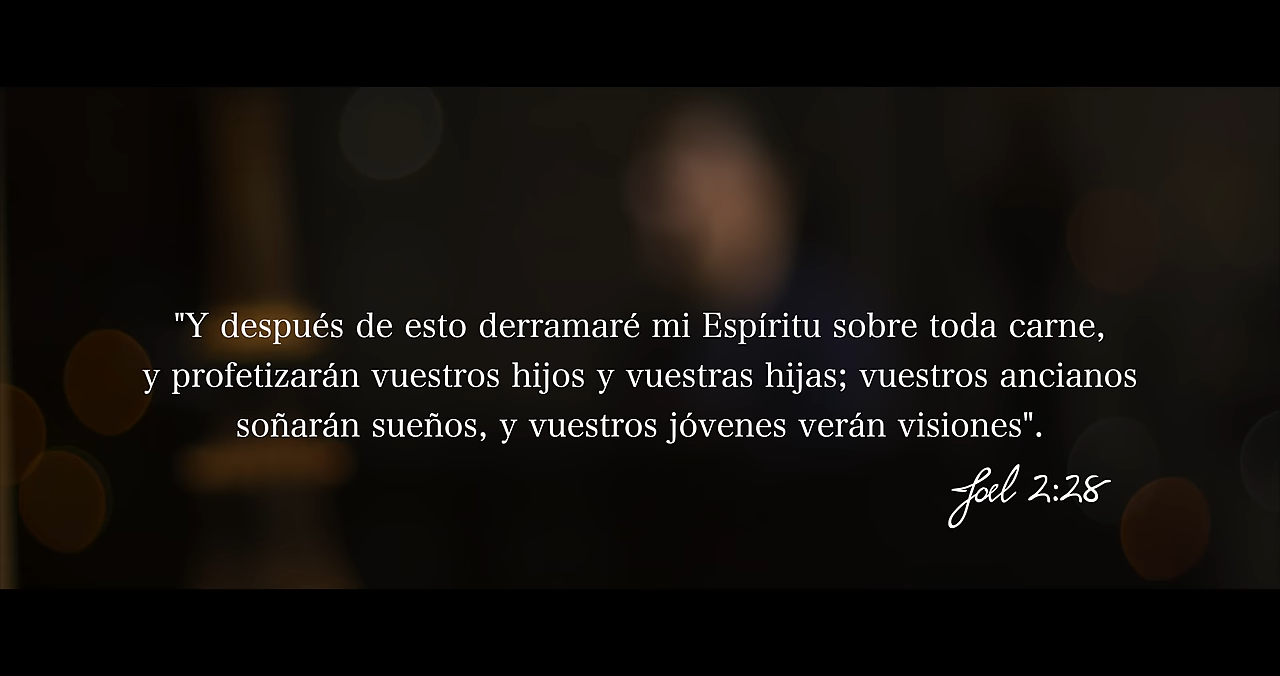 "Y después de esto derramaré mi Espíritu sobre toda carne,
y profetizarán vuestros hijos y vuestras hijas; vuestros ancianos
soñarán sueños, y vuestros jóvenes verán visiones".
Joel 2:28